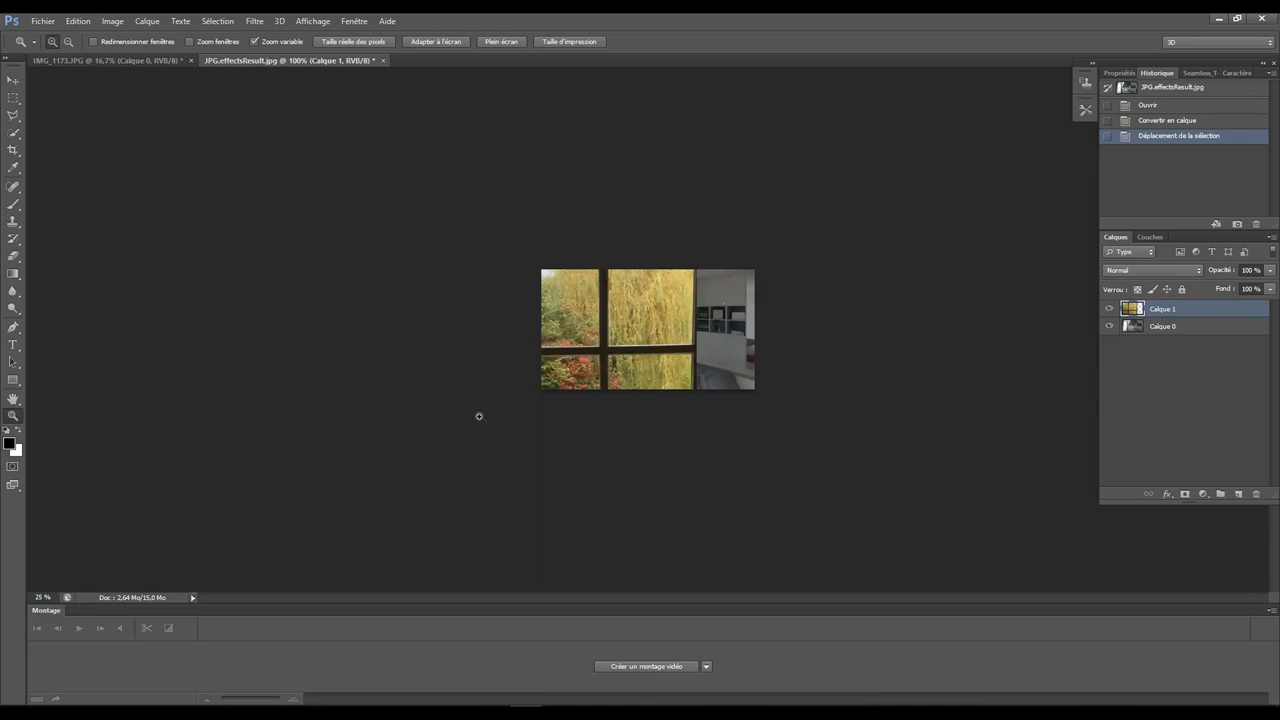 Ps Fichier Edition Image Calque Texte Sélection Filtre 3D Affichage Fenêtre Aide
Redimensionner fenêtres Zoom fenêtres Zoom variable Taille réelle des pixels Adapter à l'écran Plein écran Taille d'impression 3D
IMG_1173.JPG @ 16,7% (Calque 0, RVB/8) * × JPG.effectsResult.jpg @ 100% (Calque 1, RVB/8) * ×
Propriétés Historique Seamless_T Caractère
JPG.effectsResult.jpg
Ouvrir
Convertir en calque
Déplacement de la sélection
Calques Couches
Type
Normal Opacité : 100 %
Verrou : Fond : 100 %
Calque 1
Calque 0
25 % Doc : 2,64 Mo/15,0 Mo
Montage
Créer un montage vidéo